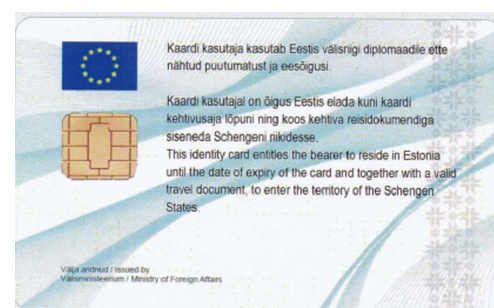 Kaardi kasutaja kasutab Eestis välisriigi diplomaadile ette
nähtud puutumatust ja eesõigusi.
Kaardi kasutajal on õigus Eestis elada kuni kaardi
kehtivusaja lõpuni ning koos kehtiva reisidokumendiga
siseneda Schengeni riikidesse.
This identity card entitles the bearer to reside in Estonia
until the date of expiry of the card and together with a valid
travel document, to enter the territory of the Schengen
States.
Välja andnud / Issued by
Välisministeerium / Ministry of Foreign Affairs